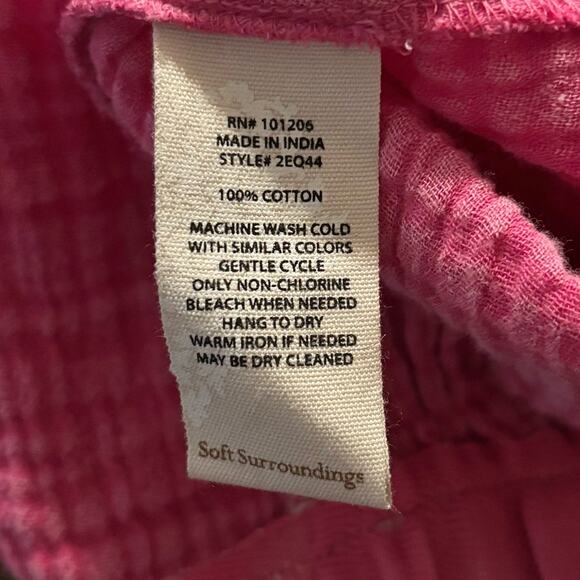 RN# 101206
MADE IN INDIA
STYLE# 2EQ44
100% COTTON
MACHINE WASH COLD
WITH SIMILAR COLORS
GENTLE CYCLE
ONLY NON-CHLORINE
BLEACH WHEN NEEDED
HANG TO DRY
WARM IRON IF NEEDED
MAY BE DRY CLEANED
Soft Surroundings